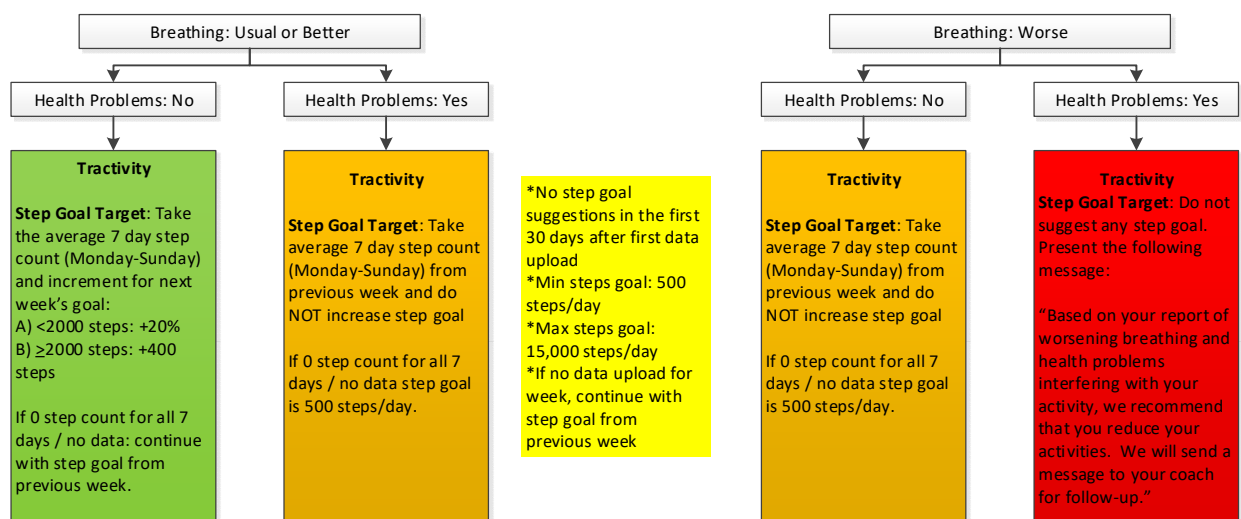 Breathing: Usual or Better
Health Problems: No
Health Problems: Yes
Tractivity
Step Goal Target: Take
the average 7 day step
count (Monday-Sunday)
and increment for next
week’s goal:
A) <2000 steps: +20%
B) ≥2000 steps: +400
steps
If 0 step count for all 7
days / no data: continue
with step goal from
previous week.
Tractivity
Step Goal Target: Take
average 7 day step count
(Monday-Sunday) from
previous week and do
NOT increase step goal
If 0 step count for all 7
days / no data step goal
is 500 steps/day.
*No step goal
suggestions in the first
30 days after first data
upload
*Min steps goal: 500
steps/day
*Max steps goal:
15,000 steps/day
*If no data upload for
week, continue with
step goal from
previous week
Breathing: Worse
Health Problems: No
Health Problems: Yes
Tractivity
Step Goal Target: Take
average 7 day step count
(Monday-Sunday) from
previous week and do
NOT increase step goal
If 0 step count for all 7
days / no data step goal
is 500 steps/day.
Tractivity
Step Goal Target: Do not
suggest any step goal.
Present the following
message:
“Based on your report of
worsening breathing and
health problems
interfering with your
activity, we recommend
that you reduce your
activities.  We will send a
message to your coach
for follow-up.”